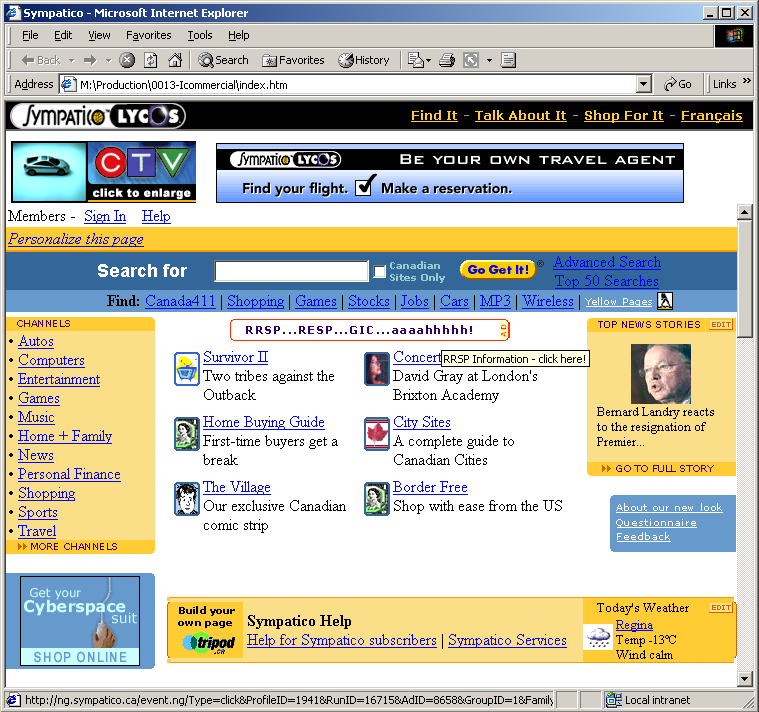 Sympatico - Microsoft Internet Explorer
File Edit View Favorites Tools Help
Back Search Favorites History
Address M:\Production\0013-Icommercial\index.htm Go Links »
Sympatico LYCOS Find It - Talk About It - Shop For It - Français
CTV
click to enlarge
Sympatico LYCOS BE YOUR OWN TRAVEL AGENT
Find your flight. Make a reservation.
Members - Sign In Help
Personalize this page
Search for Canadian Sites Only Go Get It! ® Advanced Search
Top 50 Searches
Find: Canada411 | Shopping | Games | Stocks | Jobs | Cars | MP3 | Wireless | Yellow Pages
CHANNELS
• Autos
• Computers
• Entertainment
• Games
• Music
• Home + Family
• News
• Personal Finance
• Shopping
• Sports
• Travel
MORE CHANNELS
RRSP...RESP...GIC...aaaahhhhh! AD
RRSP Information - click here!
Survivor II
Two tribes against the
Outback
Concert
David Gray at London's
Brixton Academy
Home Buying Guide
First-time buyers get a
break
City Sites
A complete guide to
Canadian Cities
The Village
Our exclusive Canadian
comic strip
Border Free
Shop with ease from the US
TOP NEWS STORIES EDIT
Bernard Landry reacts
to the resignation of
Premier...
GO TO FULL STORY
About our new look
Questionnaire
Feedback
Get your
Cyberspace
suit
SHOP ONLINE
Build your
own page
tripod.ca
Sympatico Help
Help for Sympatico subscribers | Sympatico Services
Today's Weather EDIT
Regina
Temp -13°C
Wind calm
http://ng.sympatico.ca/event.ng/Type=click&ProfileID=1941&RunID=16715&AdID=8658&GroupID=1&Family Local intranet